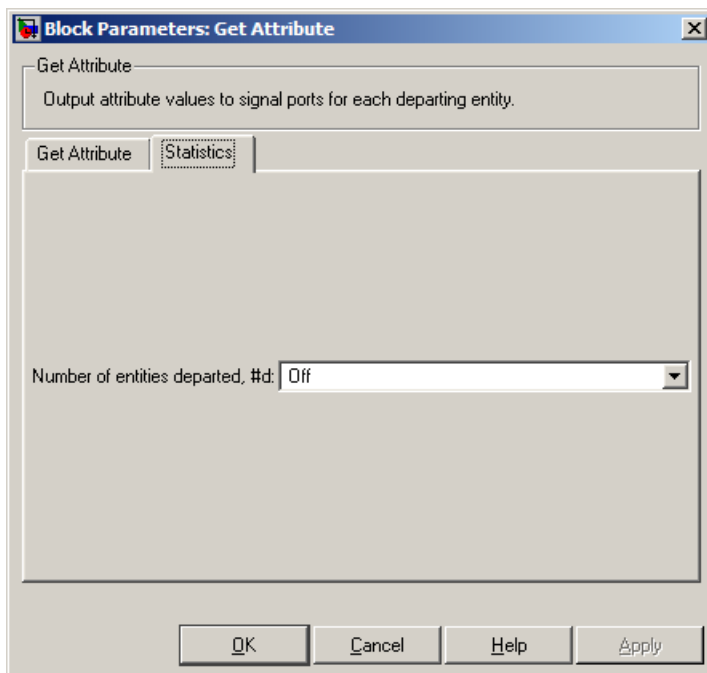 Block Parameters: Get Attribute
Get Attribute
Output attribute values to signal ports for each departing entity.
Get Attribute Statistics
Number of entities departed, #d: Off
OK Cancel Help Apply